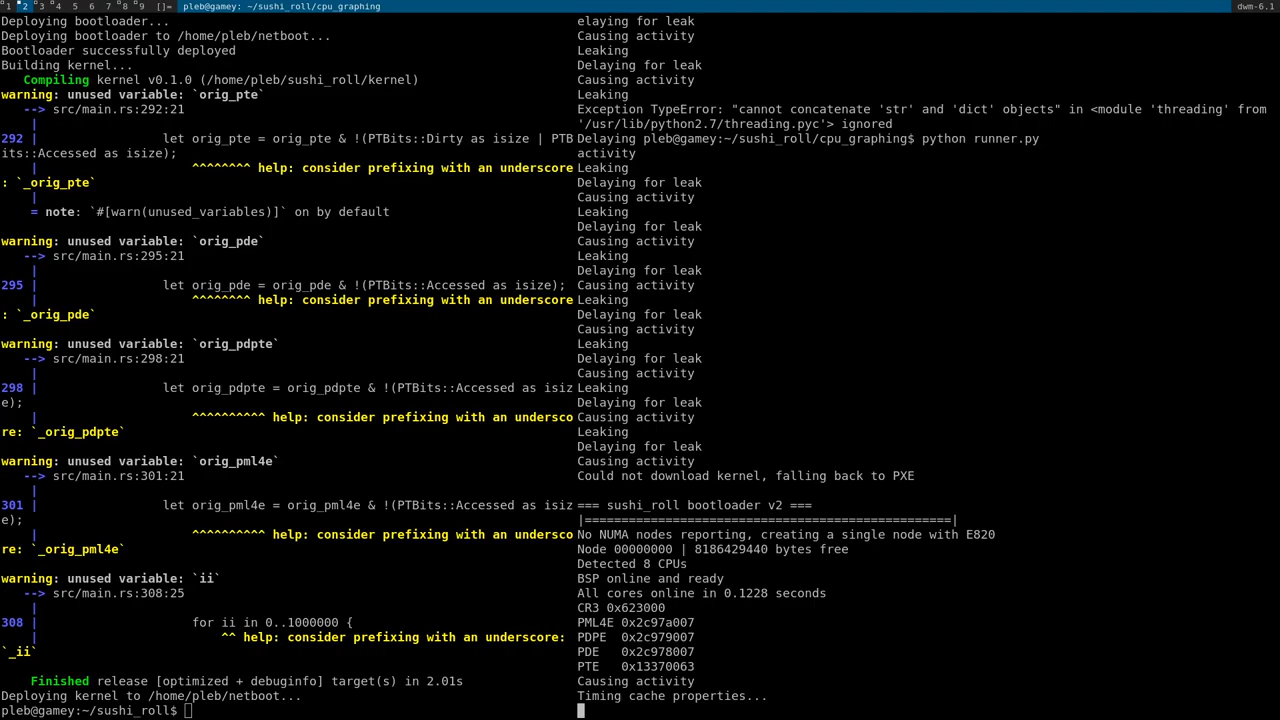 1 2 3 4 5 6 7 8 9 []= pleb@gamey: ~/sushi_roll/cpu_graphing dwm-6.1
Deploying bootloader...
Deploying bootloader to /home/pleb/netboot...
Bootloader successfully deployed
Building kernel...
   Compiling kernel v0.1.0 (/home/pleb/sushi_roll/kernel)
warning: unused variable: `orig_pte`
   --> src/main.rs:292:21
    |
292 |                 let orig_pte = orig_pte & !(PTBits::Dirty as isize | PTB
its::Accessed as isize);
    |                     ^^^^^^^^ help: consider prefixing with an underscore
: `_orig_pte`
    |
    = note: `#[warn(unused_variables)]` on by default
warning: unused variable: `orig_pde`
   --> src/main.rs:295:21
    |
295 |                 let orig_pde = orig_pde & !(PTBits::Accessed as isize);
    |                     ^^^^^^^^ help: consider prefixing with an underscore
: `_orig_pde`
warning: unused variable: `orig_pdpte`
   --> src/main.rs:298:21
    |
298 |                 let orig_pdpte = orig_pdpte & !(PTBits::Accessed as isiz
e);
    |                     ^^^^^^^^^^ help: consider prefixing with an undersco
re: `_orig_pdpte`
warning: unused variable: `orig_pml4e`
   --> src/main.rs:301:21
    |
301 |                 let orig_pml4e = orig_pml4e & !(PTBits::Accessed as isiz
e);
    |                     ^^^^^^^^^^ help: consider prefixing with an undersco
re: `_orig_pml4e`
warning: unused variable: `ii`
   --> src/main.rs:308:25
    |
308 |                     for ii in 0..1000000 {
    |                         ^^ help: consider prefixing with an underscore:
`_ii`
    Finished release [optimized + debuginfo] target(s) in 2.01s
Deploying kernel to /home/pleb/netboot...
pleb@gamey:~/sushi_roll$
elaying for leak
Causing activity
Leaking
Delaying for leak
Causing activity
Leaking
Exception TypeError: "cannot concatenate 'str' and 'dict' objects" in <module 'threading' from
'/usr/lib/python2.7/threading.pyc'> ignored
Delaying pleb@gamey:~/sushi_roll/cpu_graphing$ python runner.py
activity
Leaking
Delaying for leak
Causing activity
Leaking
Delaying for leak
Causing activity
Leaking
Delaying for leak
Causing activity
Leaking
Delaying for leak
Causing activity
Leaking
Delaying for leak
Causing activity
Leaking
Delaying for leak
Causing activity
Leaking
Delaying for leak
Causing activity
Could not download kernel, falling back to PXE
=== sushi_roll bootloader v2 ===
|==================================================|
No NUMA nodes reporting, creating a single node with E820
Node 00000000 | 8186429440 bytes free
Detected 8 CPUs
BSP online and ready
All cores online in 0.1228 seconds
CR3 0x623000
PML4E 0x2c97a007
PDPE  0x2c979007
PDE   0x2c978007
PTE   0x13370063
Causing activity
Timing cache properties...